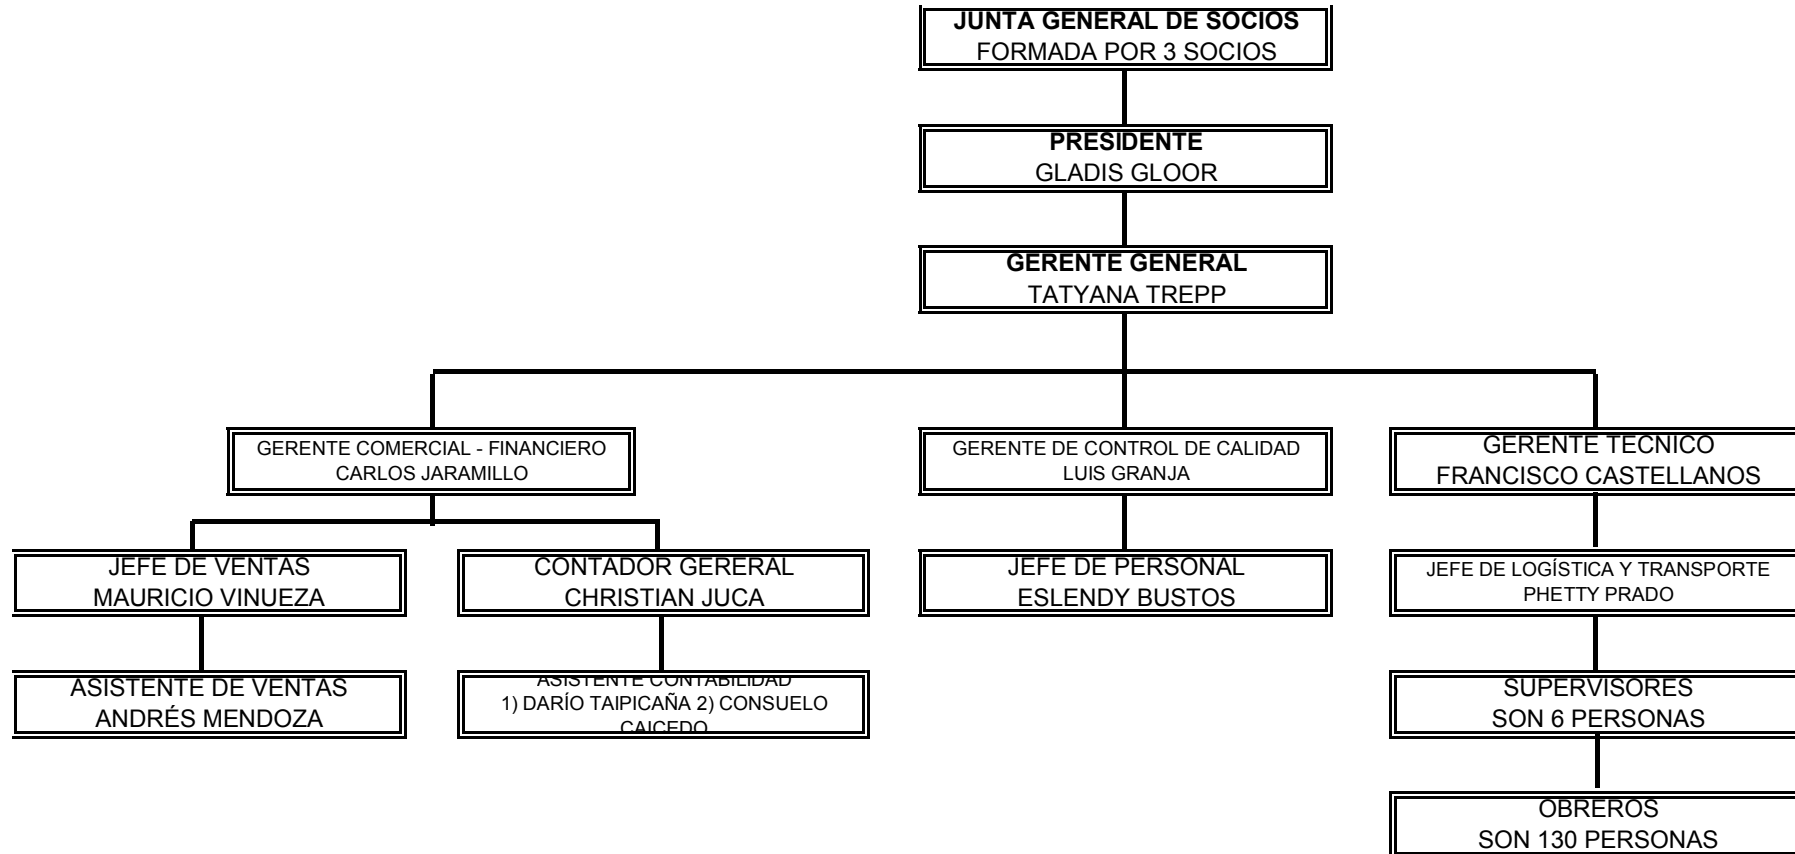 JUNTA GENERAL DE SOCIOS
FORMADA POR 3 SOCIOS
PRESIDENTE
GLADIS GLOOR
GERENTE GENERAL
TATYANA TREPP
GERENTE COMERCIAL - FINANCIERO
CARLOS JARAMILLO
GERENTE DE CONTROL DE CALIDAD
LUIS GRANJA
GERENTE TECNICO
FRANCISCO CASTELLANOS
JEFE DE VENTAS
MAURICIO VINUEZA
CONTADOR GERERAL
CHRISTIAN JUCA
JEFE DE PERSONAL
ESLENDY BUSTOS
JEFE DE LOGÍSTICA Y TRANSPORTE
PHETTY PRADO
ASISTENTE DE VENTAS
ANDRÉS MENDOZA
ASISTENTE CONTABILIDAD
1) DARÍO TAIPICAÑA 2) CONSUELO
CAICEDO
SUPERVISORES
SON 6 PERSONAS
OBREROS
SON 130 PERSONAS